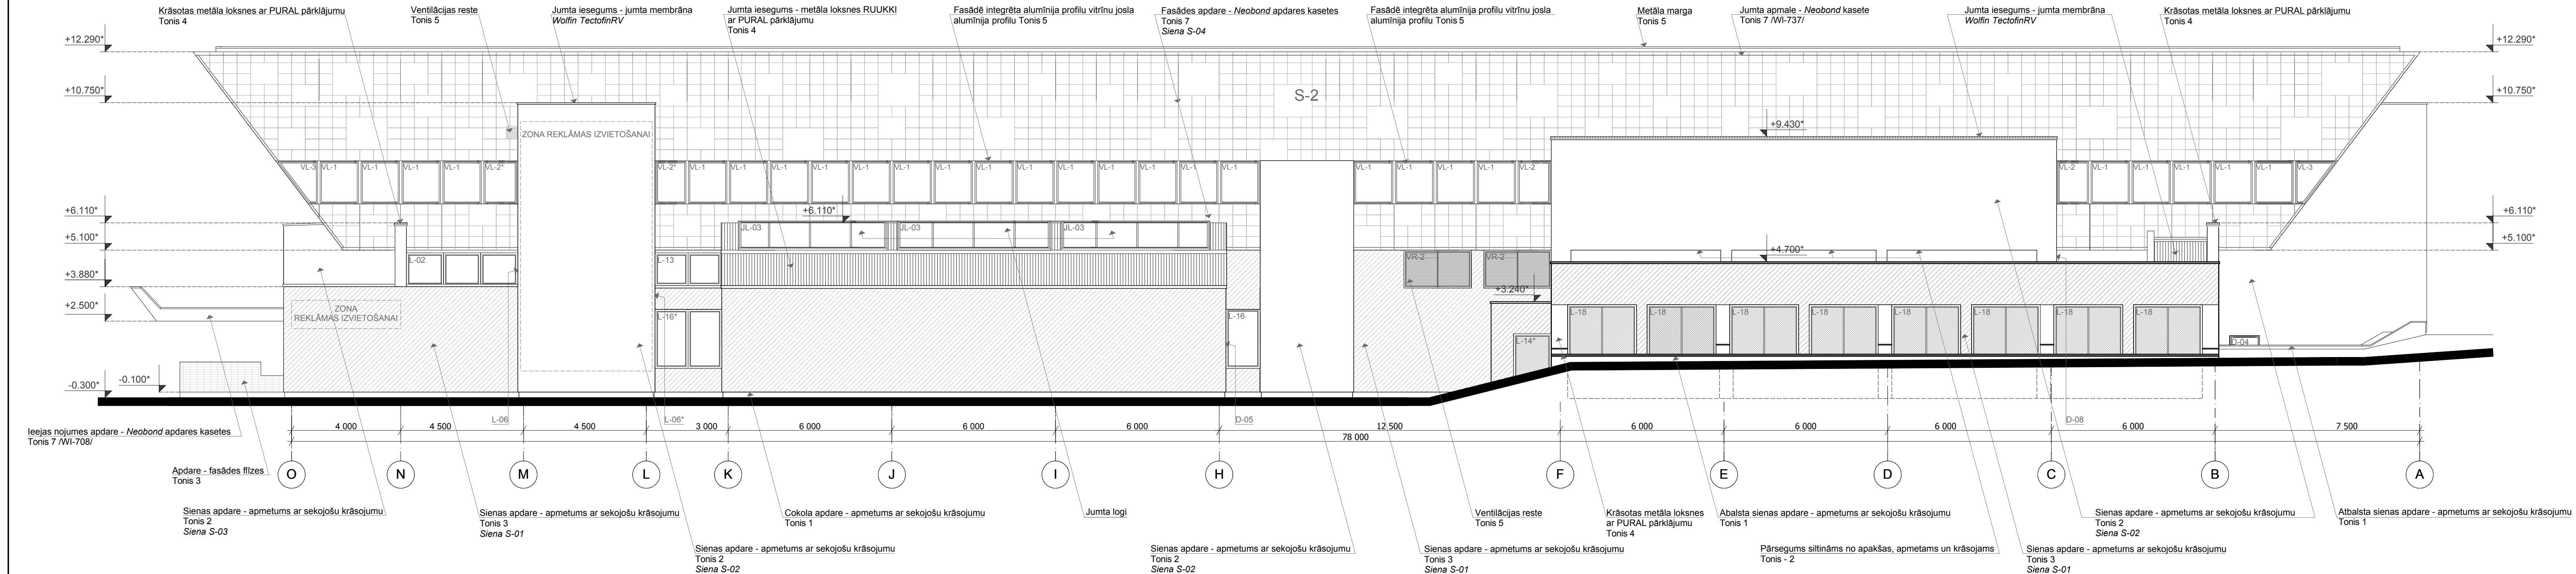 Krāsotas metāla loksnes ar PURAL pārklājumu
Tonis 4
Ventilācijas reste
Tonis 5
Jumta iesegums - jumta membrāna
Wolfin TectofinRV
Jumta iesegums - metāla loksnes RUUKKI
ar PURAL pārklājumu
Tonis 4
Fasādē integrēta alumīnija profilu vitrīnu josla
alumīnija profilu Tonis 5
Fasādes apdare - Neobond apdares kasetes
Tonis 7
Siena S-04
Fasādē integrēta alumīnija profilu vitrīnu josla
alumīnija profilu Tonis 5
Metāla marga
Tonis 5
Jumta apmale - Neobond kasete
Tonis 7 /WI-737/
Jumta iesegums - jumta membrāna
Wolfin TectofinRV
Krāsotas metāla loksnes ar PURAL pārklājumu
Tonis 4
+12.290*
+12.290*
+10.750*
S-2
+10.750*
ZONA REKLĀMAS IZVIETOŠANAI
+9.430*
VL-3 VL-1 VL-1 VL-1 VL-1 VL-2*
VL-2* VL-1 VL-1 VL-1 VL-1 VL-1 VL-1 VL-1 VL-1 VL-1 VL-1 VL-1 VL-1 VL-1 VL-1
VL-1 VL-1 VL-1 VL-1 VL-2
VL-2 VL-1 VL-1 VL-1 VL-1 VL-1 VL-3
+6.110*
+6.110*
+6.110*
JL-03 JL-03 JL-03
+5.100*
+5.100*
+4.700*
L-02
L-13
VR-2 VR-2
+3.880*
+3.240*
+2.500*
ZONA
REKLĀMAS IZVIETOŠANAI
L-16*
L-16
L-18 L-18 L-18 L-18 L-18 L-18 L-18 L-18
L-14*
D-04
-0.300*
-0.100*
L-06
L-06*
D-05
D-08
4 000
4 500
4 500
3 000
6 000
6 000
6 000
12 500
6 000
6 000
6 000
6 000
7 500
78 000
Ieejas nojumes apdare - Neobond apdares kasetes
Tonis 7 /WI-708/
O N M L K J I H F E D C B A
Apdare - fasādes flīzes
Tonis 3
Sienas apdare - apmetums ar sekojošu krāsojumu
Tonis 2
Siena S-03
Sienas apdare - apmetums ar sekojošu krāsojumu
Tonis 3
Siena S-01
Cokola apdare - apmetums ar sekojošu krāsojumu
Tonis 1
Jumta logi
Ventilācijas reste
Tonis 5
Krāsotas metāla loksnes
ar PURAL pārklājumu
Tonis 4
Abalsta sienas apdare - apmetums ar sekojošu krāsojumu
Tonis 1
Sienas apdare - apmetums ar sekojošu krāsojumu
Tonis 2
Siena S-02
Atbalsta sienas apdare - apmetums ar sekojošu krāsojumu
Tonis 1
Sienas apdare - apmetums ar sekojošu krāsojumu
Tonis 2
Siena S-02
Sienas apdare - apmetums ar sekojošu krāsojumu
Tonis 2
Siena S-02
Sienas apdare - apmetums ar sekojošu krāsojumu
Tonis 3
Siena S-01
Pārsegums siltināms no apakšas, apmetams un krāsojams
Tonis - 2
Sienas apdare - apmetums ar sekojošu krāsojumu
Tonis 3
Siena S-01